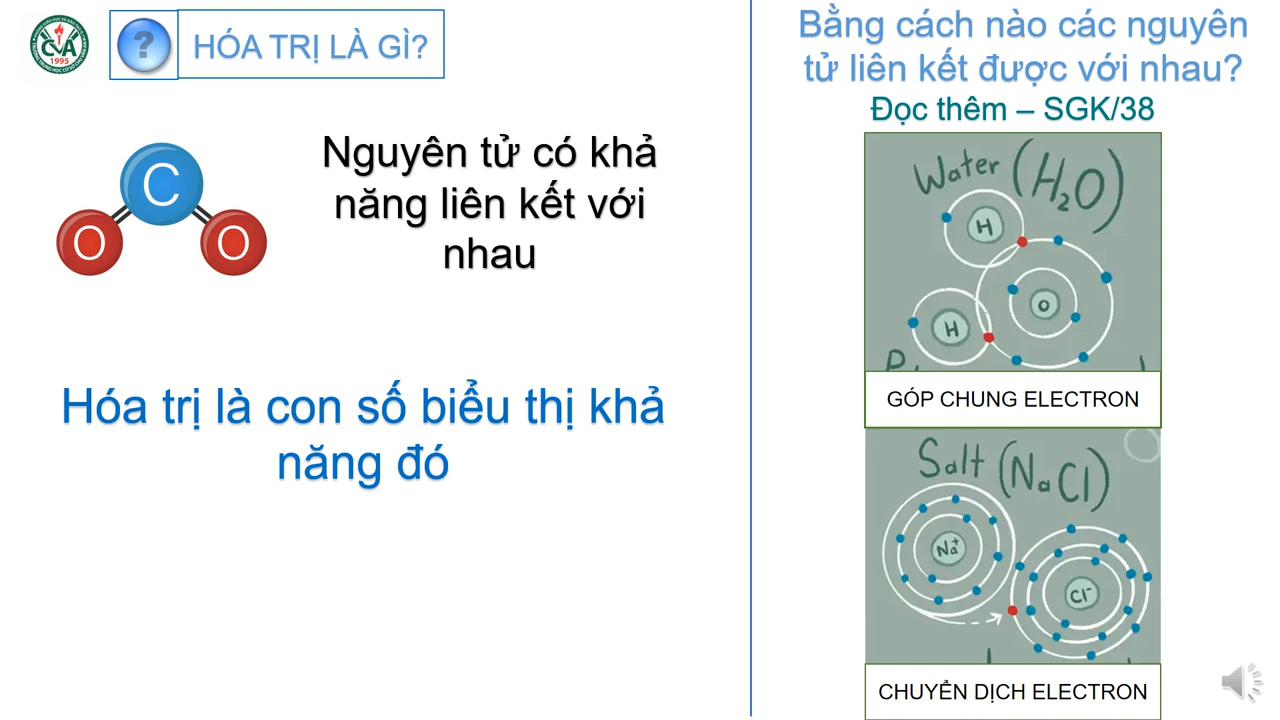 CVA
1995
?
HÓA TRỊ LÀ GÌ?
C
O
O
Nguyên tử có khả
năng liên kết với
nhau
Hóa trị là con số biểu thị khả
năng đó
Bằng cách nào các nguyên
tử liên kết được với nhau?
Đọc thêm – SGK/38
Water (H₂O)
H
O
H
GÓP CHUNG ELECTRON
Salt (NaCl)
Na⁺
Cl⁻
CHUYỂN DỊCH ELECTRON